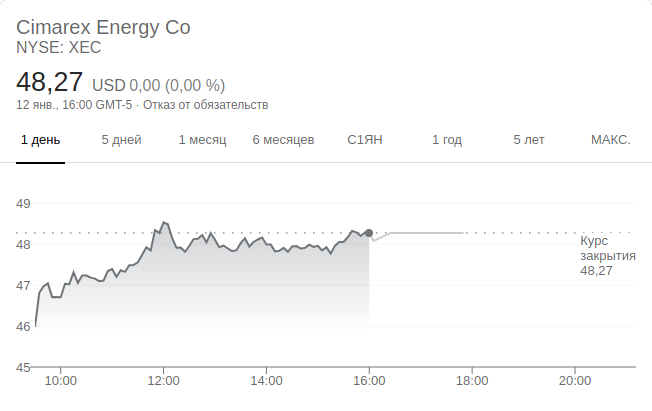 Cimarex Energy Co
NYSE: XEC
48,27 USD 0,00 (0,00 %)
12 янв., 16:00 GMT-5 · Отказ от обязательств
1 день 5 дней 1 месяц 6 месяцев С1ЯН 1 год 5 лет МАКС.
49
48
47
46
45
Курс
закрытия
48,27
10:00 12:00 14:00 16:00 18:00 20:00